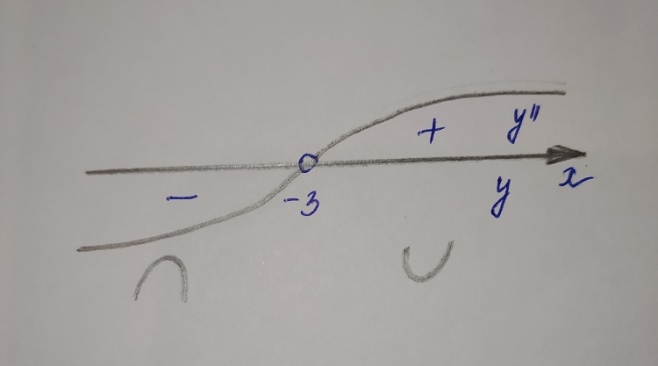 + y"
- -3 y x